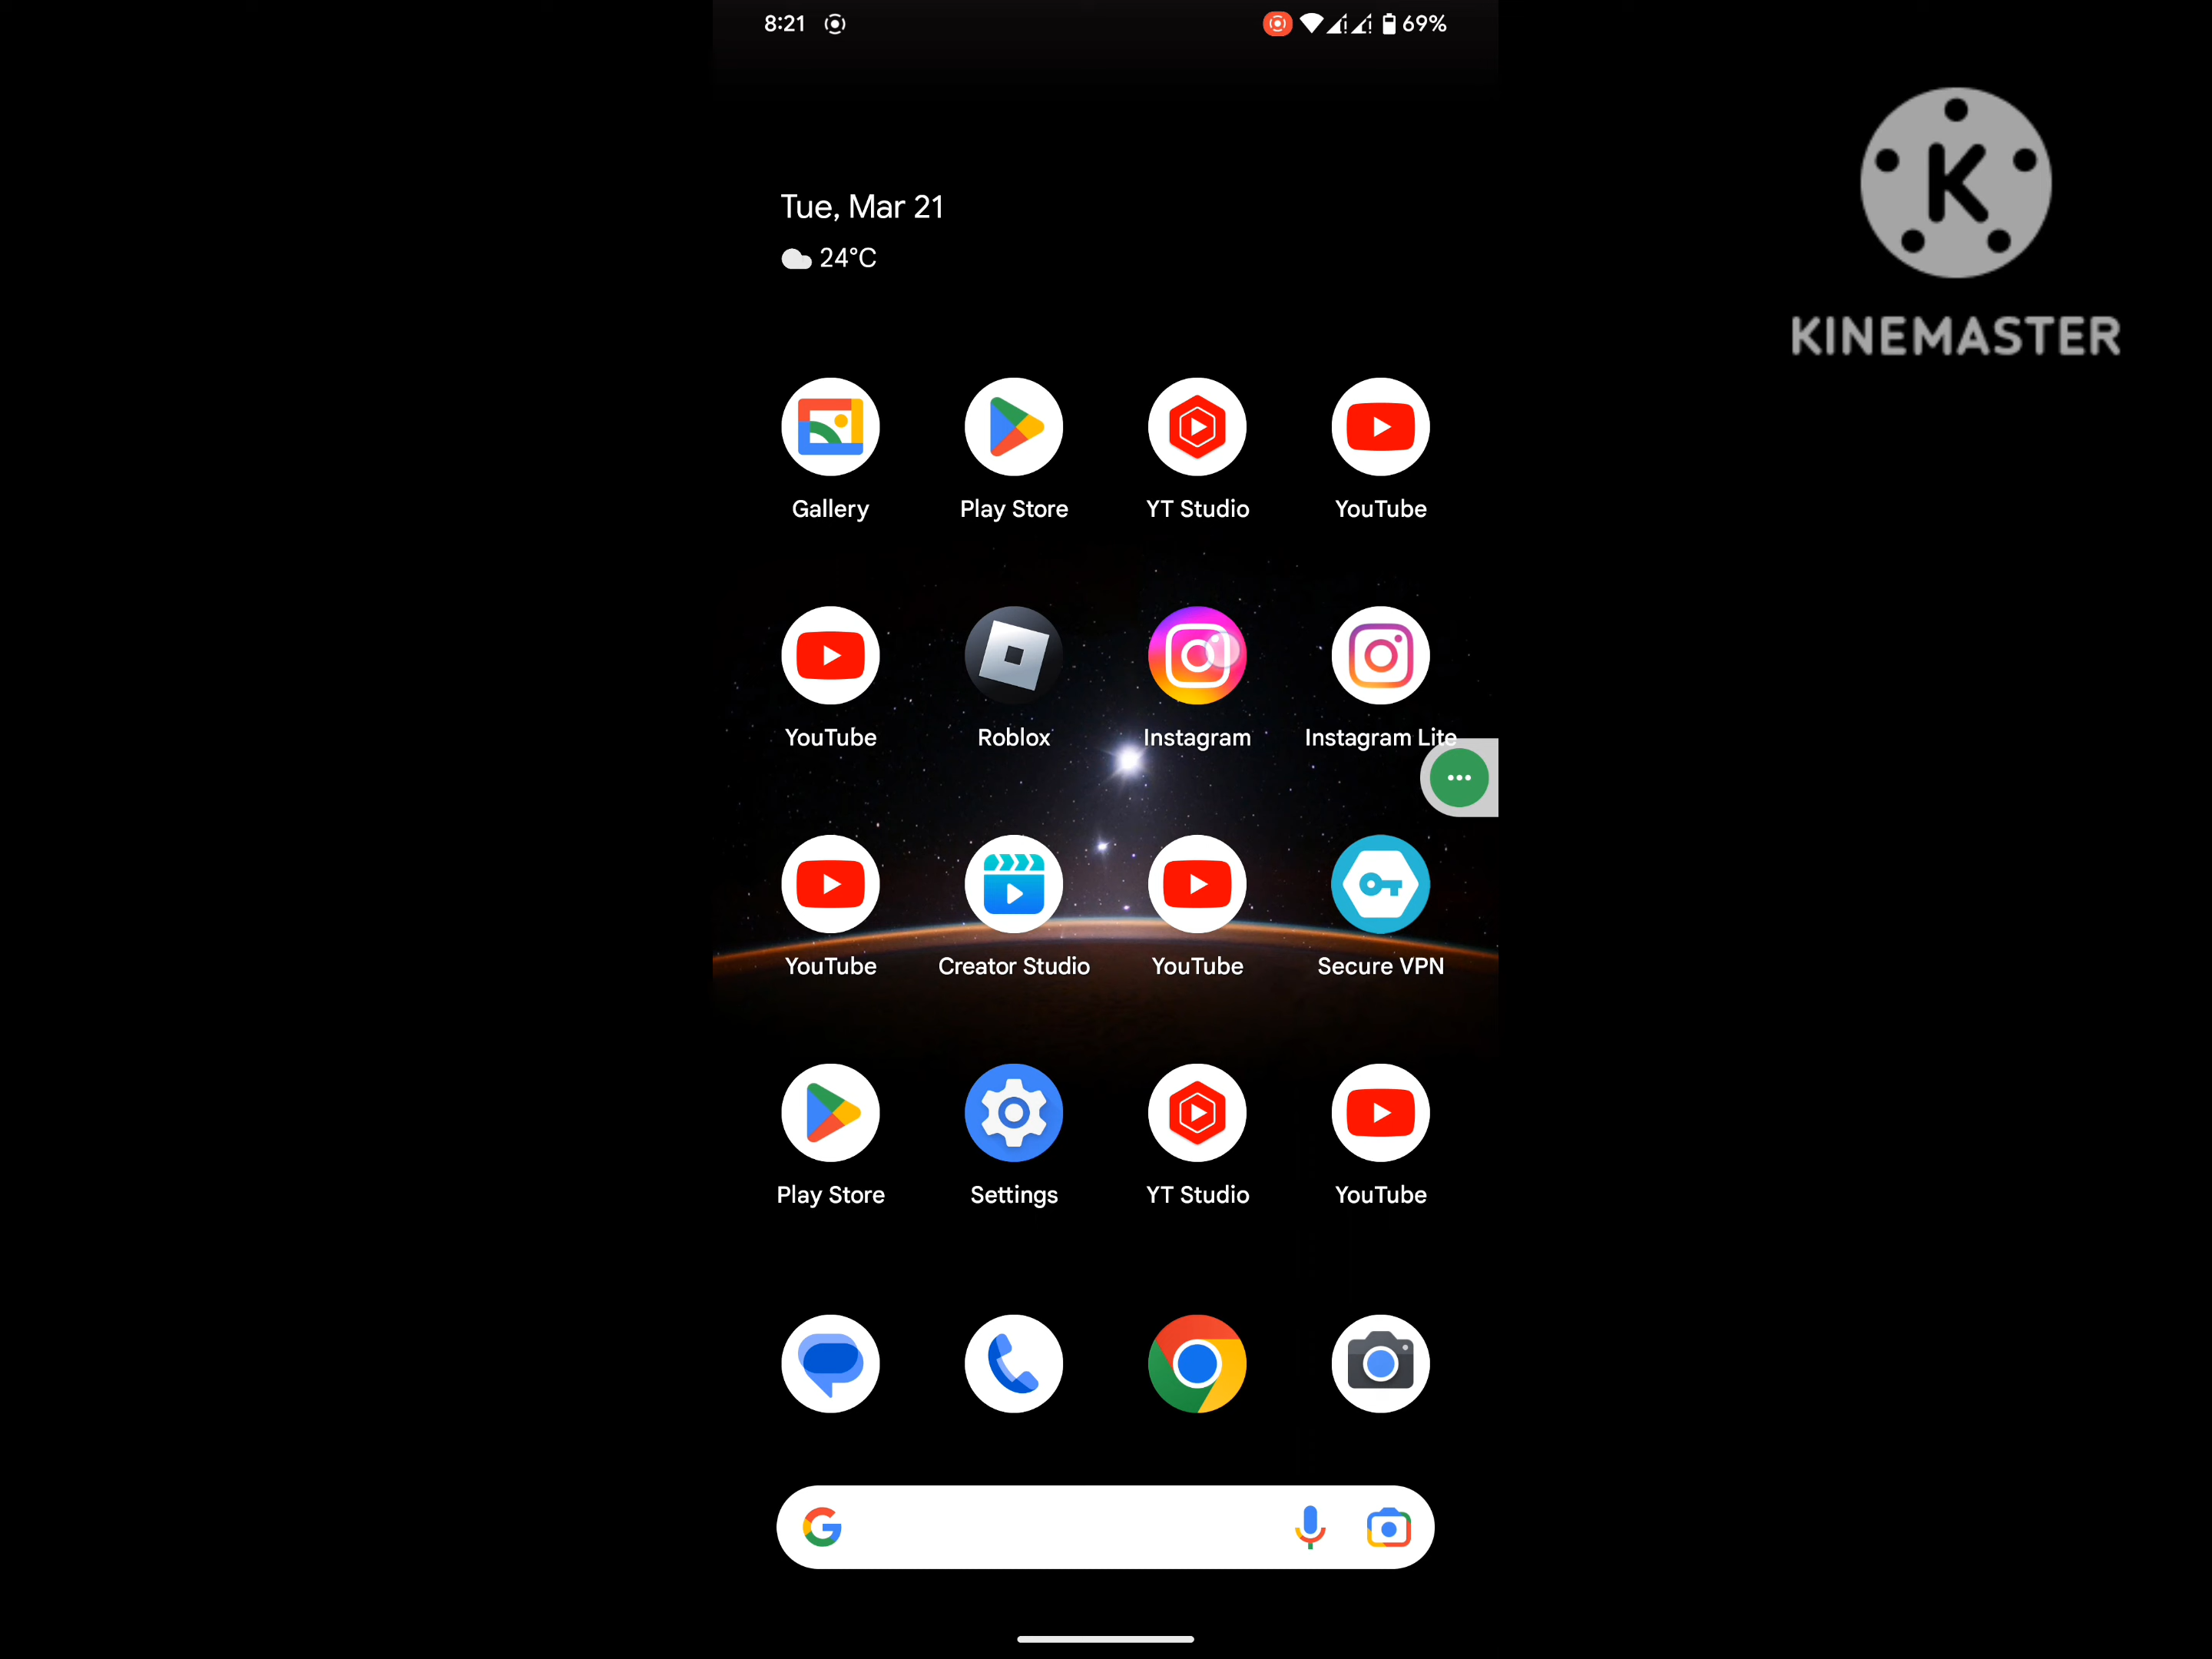 8:21
69%
KINEMASTER
Tue, Mar 21
24°C
Gallery Play Store YT Studio YouTube
YouTube Roblox Instagram Instagram Lite
YouTube Creator Studio YouTube Secure VPN
Play Store Settings YT Studio YouTube